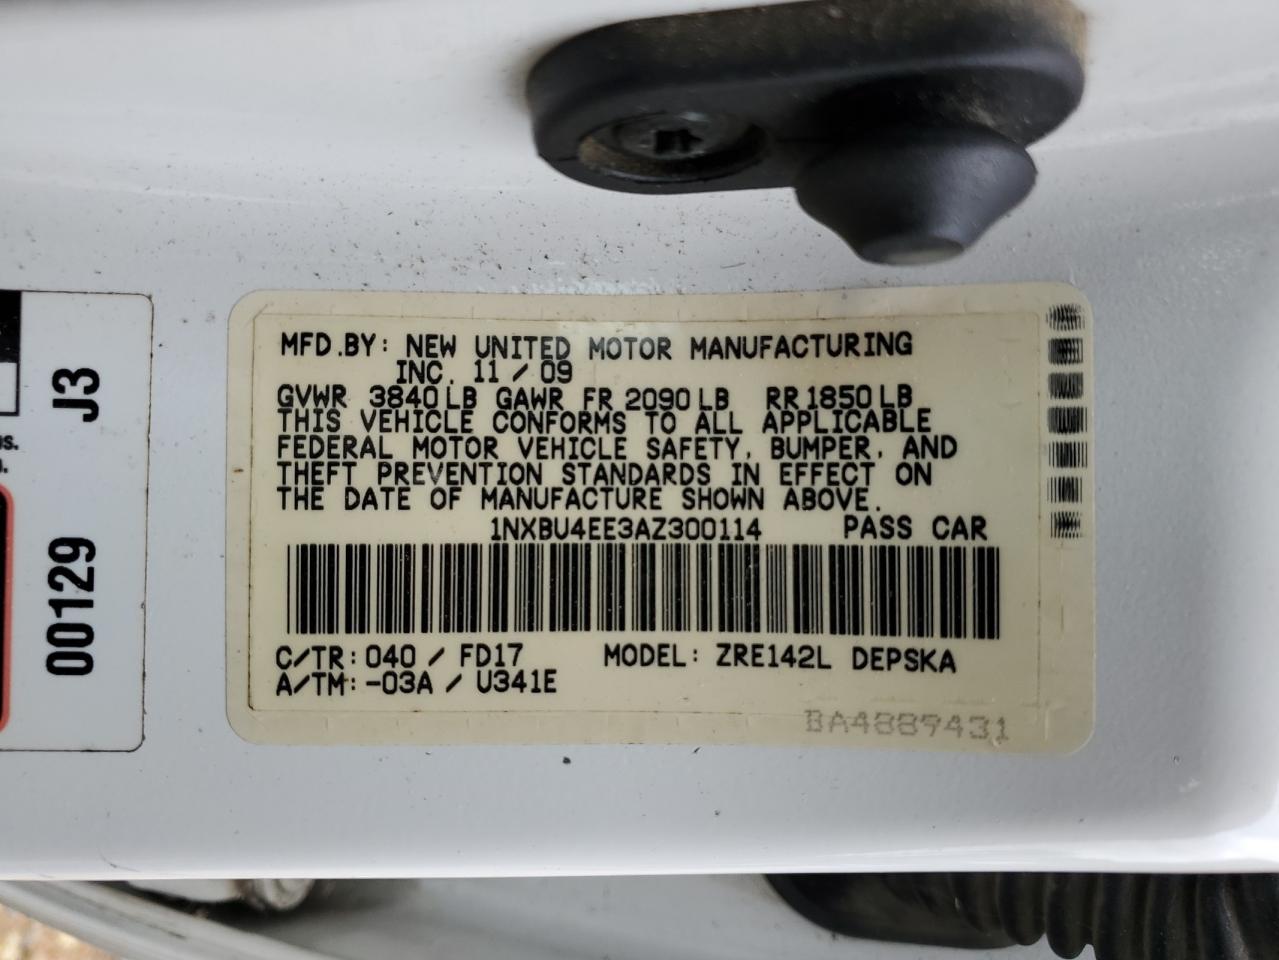 MFD.BY: NEW UNITED MOTOR MANUFACTURING
INC. 11 / 09
GVWR 3840 LB GAWR FR 2090 LB RR 1850 LB
THIS VEHICLE CONFORMS TO ALL APPLICABLE
FEDERAL MOTOR VEHICLE SAFETY, BUMPER, AND
THEFT PREVENTION STANDARDS IN EFFECT ON
THE DATE OF MANUFACTURE SHOWN ABOVE.
1NXBU4EE3AZ300114 PASS CAR
C/TR: 040 / FD17 MODEL: ZRE142L DEPSKA
A/TM: -03A / U341E
BA4889431
00129 J3